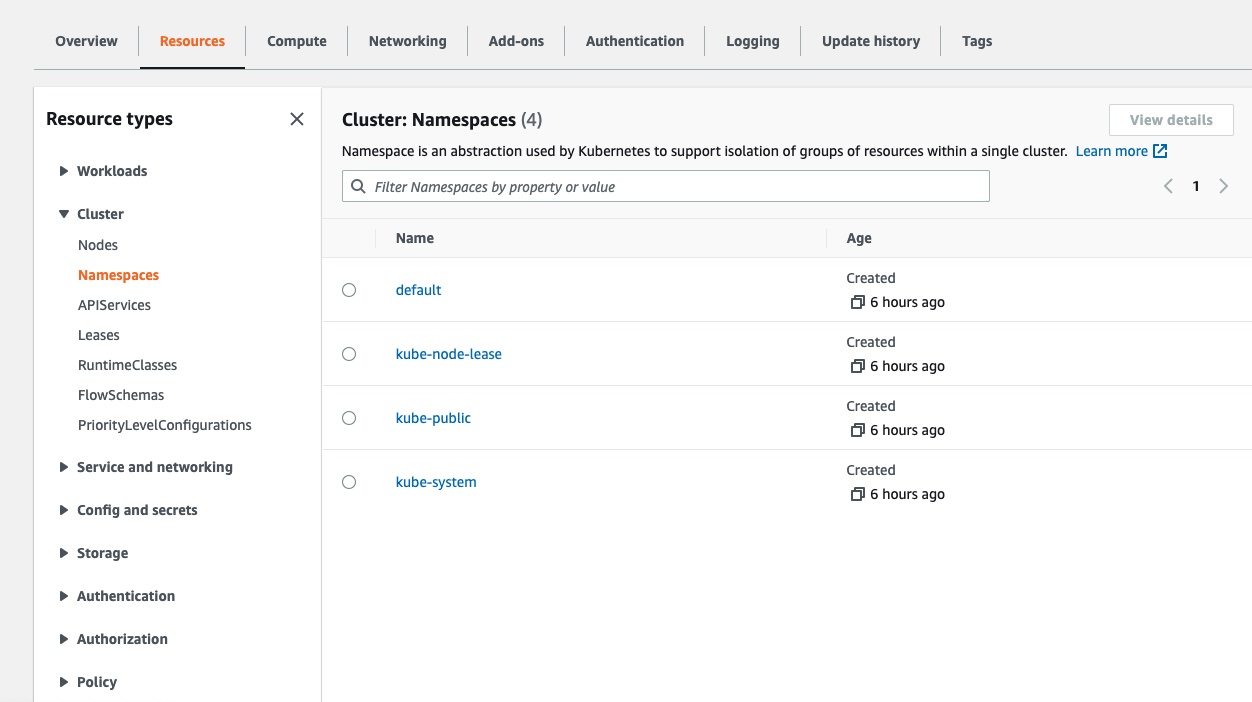 Overview Resources Compute Networking Add-ons Authentication Logging Update history Tags
Resource types
Workloads
Cluster
Nodes
Namespaces
APIServices
Leases
RuntimeClasses
FlowSchemas
PriorityLevelConfigurations
Service and networking
Config and secrets
Storage
Authentication
Authorization
Policy
Cluster: Namespaces (4)
View details
Namespace is an abstraction used by Kubernetes to support isolation of groups of resources within a single cluster. Learn more
Filter Namespaces by property or value
1
Name Age
default
Created
6 hours ago
kube-node-lease
Created
6 hours ago
kube-public
Created
6 hours ago
kube-system
Created
6 hours ago